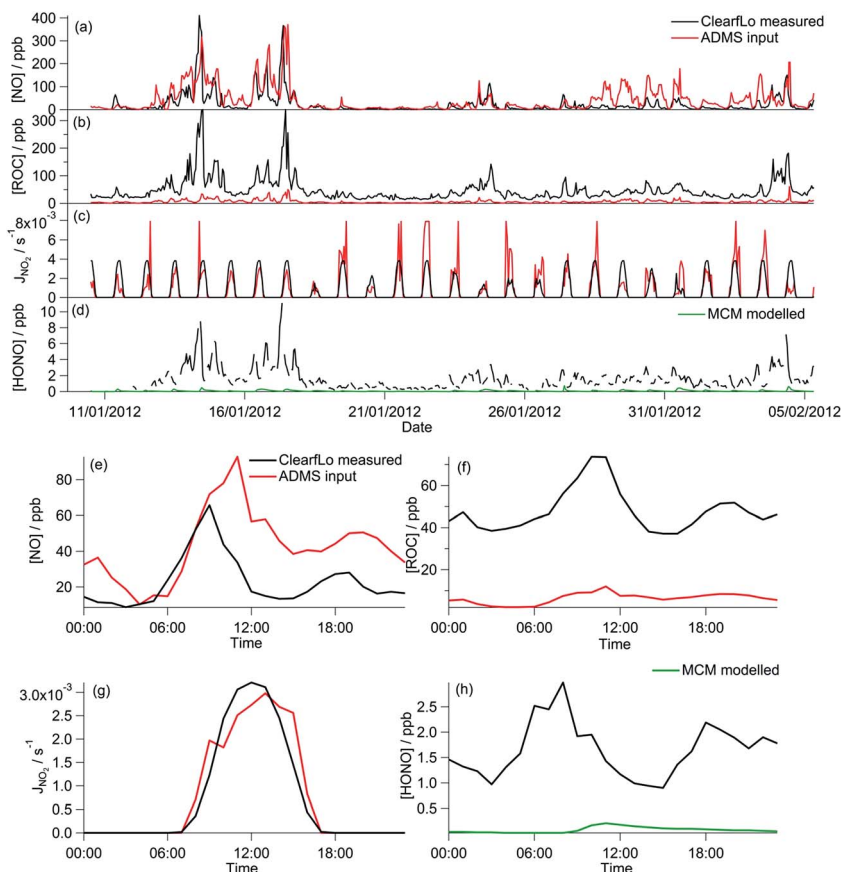 (a)
ClearfLo measured
ADMS input
[NO] / ppb
400
300
200
100
0
(b)
[ROC] / ppb
300
200
100
0
(c)
J_NO₂ / s⁻¹
8x10⁻³
6
4
2
0
(d)
MCM modelled
[HONO] / ppb
10
8
6
4
2
0
11/01/2012 16/01/2012 21/01/2012 26/01/2012 31/01/2012 05/02/2012
Date
(e)
ClearfLo measured
ADMS input
[NO] / ppb
80
60
40
20
00:00 06:00 12:00 18:00
Time
(f)
[ROC] / ppb
60
40
20
00:00 06:00 12:00 18:00
Time
(g)
J_NO₂ / s⁻¹
3.0x10⁻³
2.5
2.0
1.5
1.0
0.5
0.0
00:00 06:00 12:00 18:00
Time
(h)
MCM modelled
[HONO] / ppb
2.5
2.0
1.5
1.0
0.5
00:00 06:00 12:00 18:00
Time